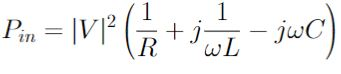 P_{in} = |V|^2 \left( \frac{1}{R} + j\frac{1}{\omega L} - j\omega C \right)